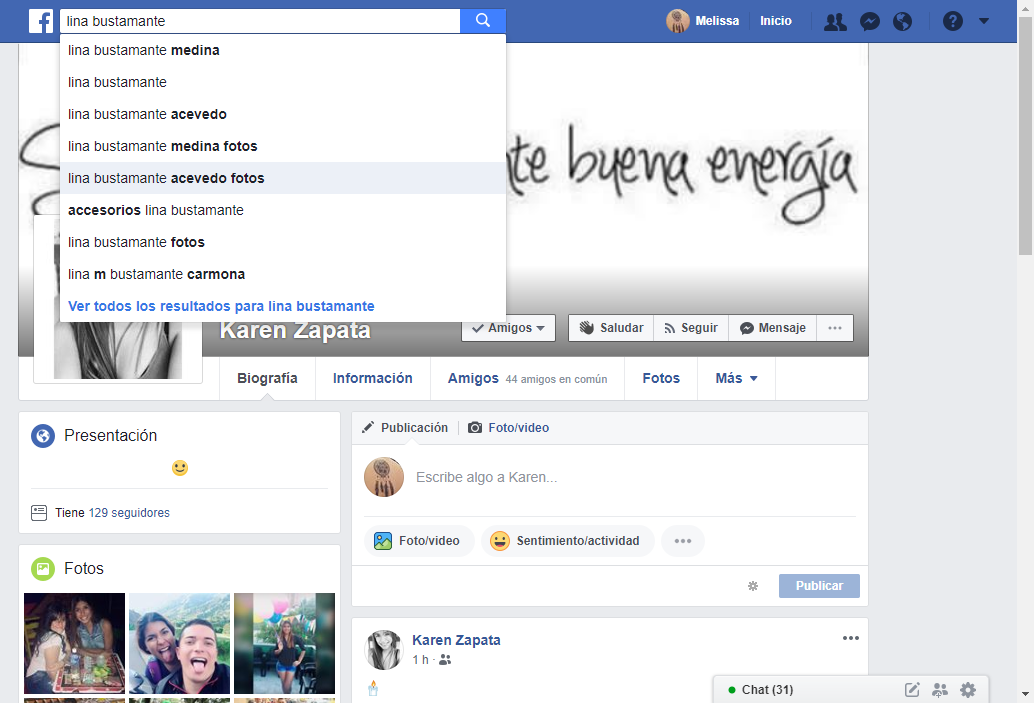 lina bustamante
Melissa
Inicio
lina bustamante medina
lina bustamante
lina bustamante acevedo
lina bustamante medina fotos
lina bustamante acevedo fotos
accesorios lina bustamante
lina bustamante fotos
lina m bustamante carmona
Ver todos los resultados para lina bustamante
buena energía
Karen Zapata
Amigos
Saludar
Seguir
Mensaje
Biografía
Información
Amigos 44 amigos en común
Fotos
Más
Presentación
Tiene 129 seguidores
Fotos
Publicación
Foto/video
Escribe algo a Karen...
Foto/video
Sentimiento/actividad
Publicar
Karen Zapata
1 h ·
Chat (31)